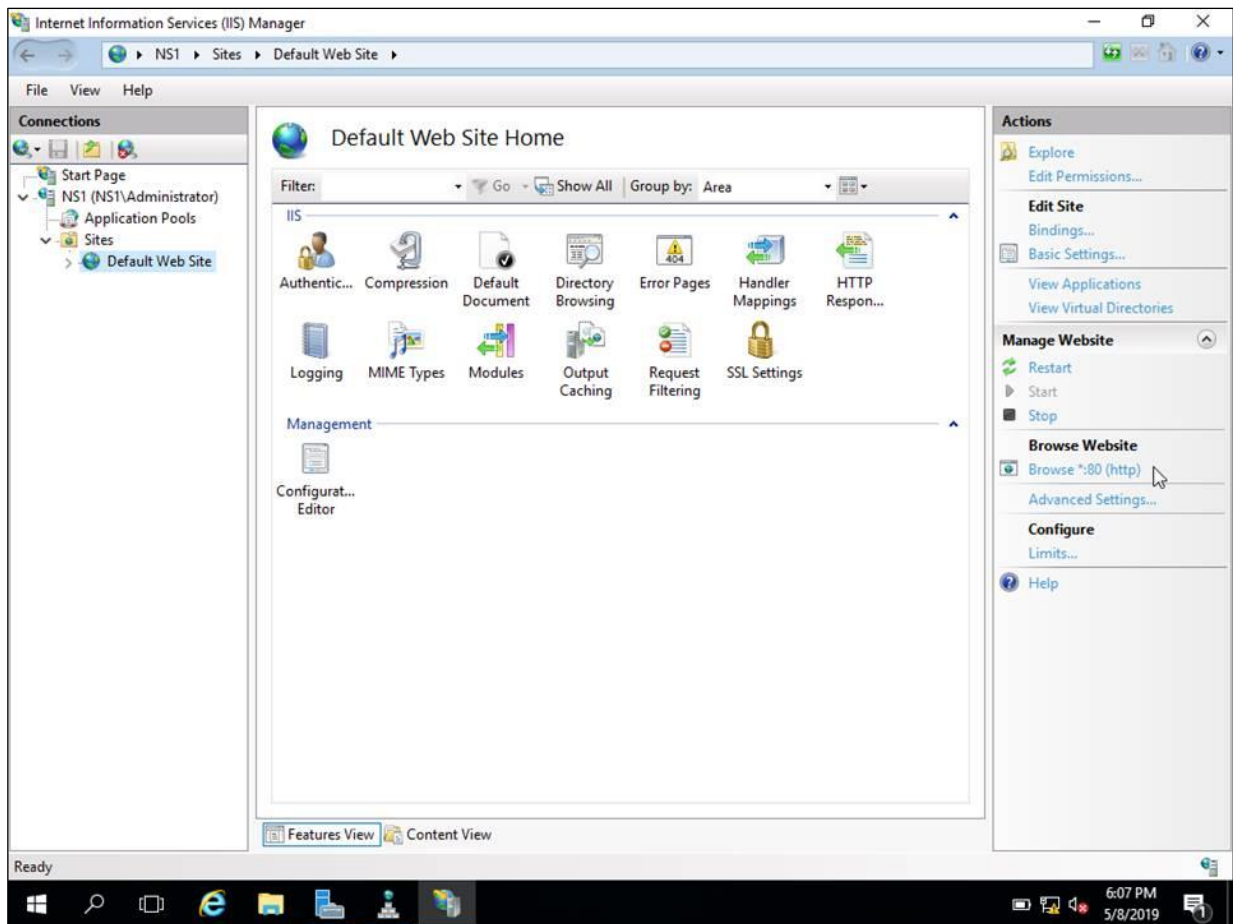 Internet Information Services (IIS) Manager
NS1 Sites Default Web Site
File View Help
Connections
Start Page
NS1 (NS1\Administrator)
Application Pools
Sites
Default Web Site
Default Web Site Home
Filter: Go Show All Group by: Area
IIS
Authentic... Compression Default Document Directory Browsing Error Pages Handler Mappings HTTP Respon...
404
Logging MIME Types Modules Output Caching Request Filtering SSL Settings
Management
Configurat... Editor
Features View Content View
Actions
Explore
Edit Permissions...
Edit Site
Bindings...
Basic Settings...
View Applications
View Virtual Directories
Manage Website
Restart
Start
Stop
Browse Website
Browse *:80 (http)
Advanced Settings...
Configure
Limits...
Help
Ready
6:07 PM
5/8/2019
1